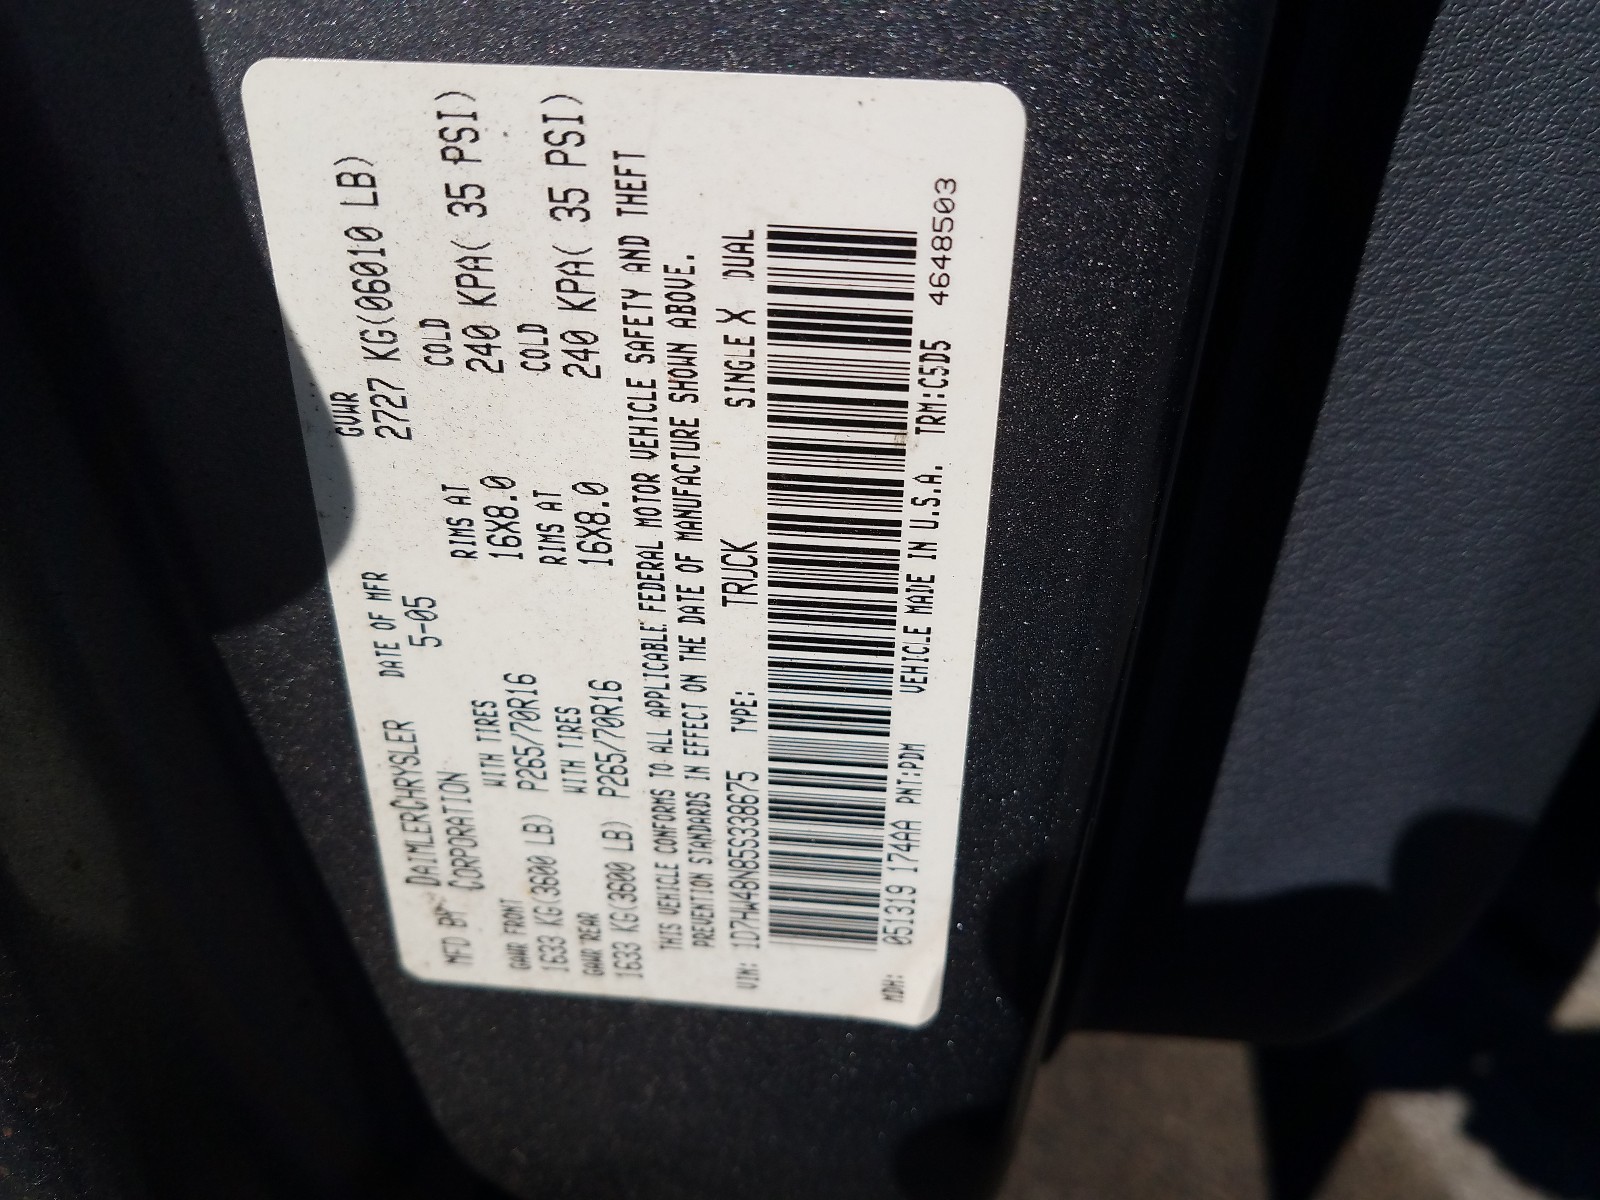 MFD BY DAIMLERCHRYSLER CORPORATION DATE OF MFR 5-05 GVWR 2727 KG(06010 LB)
GAWR FRONT WITH TIRES RIMS AT COLD
1633 KG(3600 LB) P265/70R16 16X8.0 240 KPA( 35 PSI)
GAWR REAR WITH TIRES RIMS AT COLD
1633 KG(3600 LB) P265/70R16 16X8.0 240 KPA( 35 PSI)
THIS VEHICLE CONFORMS TO ALL APPLICABLE FEDERAL MOTOR VEHICLE SAFETY AND THEFT
PREVENTION STANDARDS IN EFFECT ON THE DATE OF MANUFACTURE SHOWN ABOVE.
VIN: 1D7HW48N85S338675 TYPE: TRUCK SINGLE X DUAL
MDH: 051319 174AA PNT:PDM VEHICLE MADE IN U.S.A. TRM:C5D5 4648503